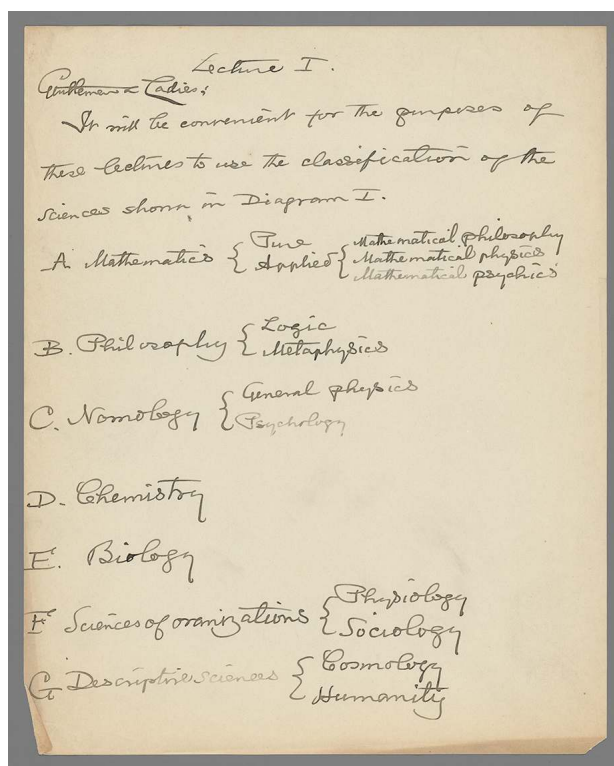 Lecture I.
Gentlemen & Ladies:
It will be convenient for the purposes of
these lectures to use the classification of the
sciences shown in Diagram I.
A. Mathematics { Pure
Applied { Mathematical philosophy
Mathematical physics
Mathematical psychics
B. Philosophy { Logic
Metaphysics
C. Nomology { General physics
Psychology
D. Chemistry
E. Biology
F Sciences of oranizations { Physiology
Sociology
G Descriptive sciences { Cosmology
Humanity